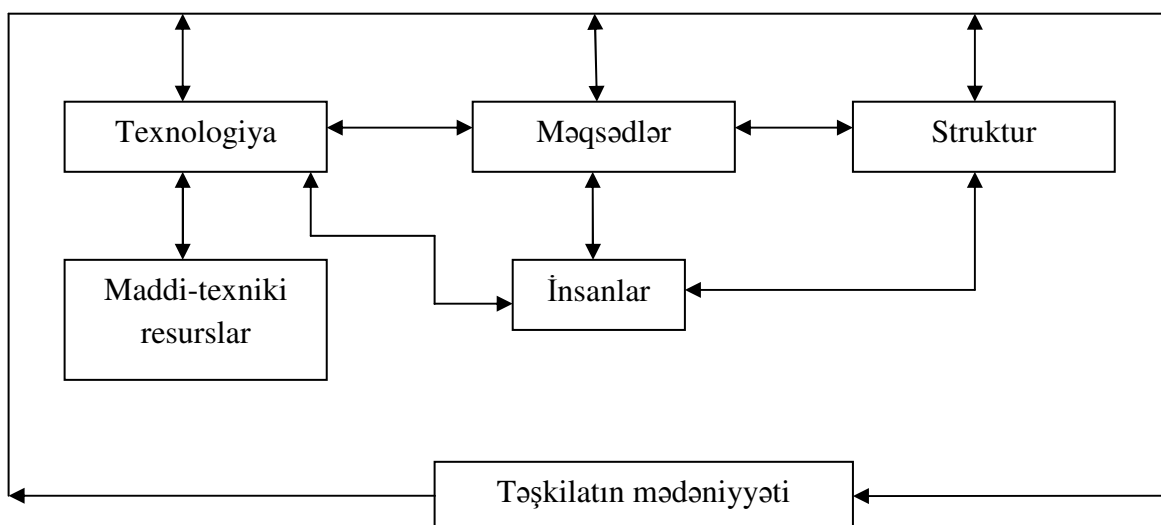 Texnologiya
Məqsədlər
Struktur
Maddi-texniki
resurslar
İnsanlar
Təşkilatın mədəniyyəti